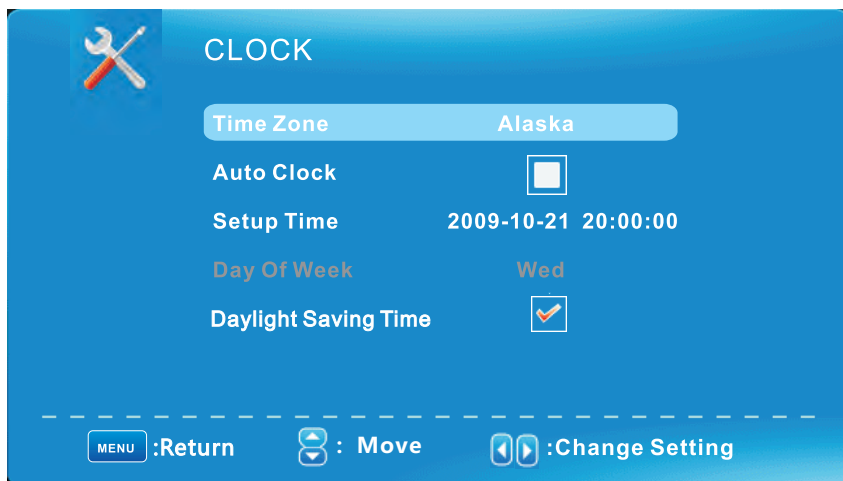 CLOCK
Time Zone Alaska
Auto Clock
Setup Time 2009-10-21 20:00:00
Day Of Week Wed
Daylight Saving Time
MENU :Return : Move :Change Setting